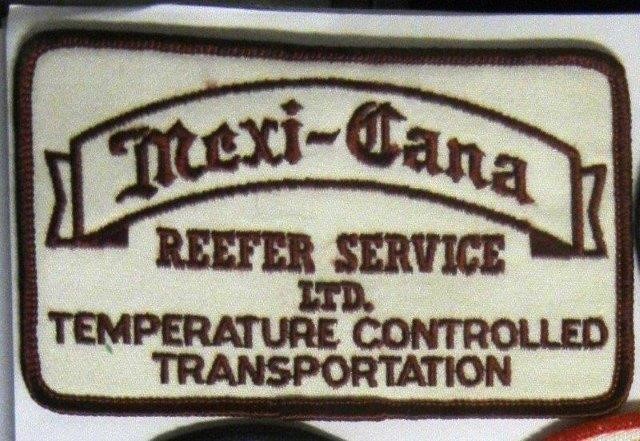 Mexi-Cana
REEFER SERVICE
LTD.
TEMPERATURE CONTROLLED
TRANSPORTATION